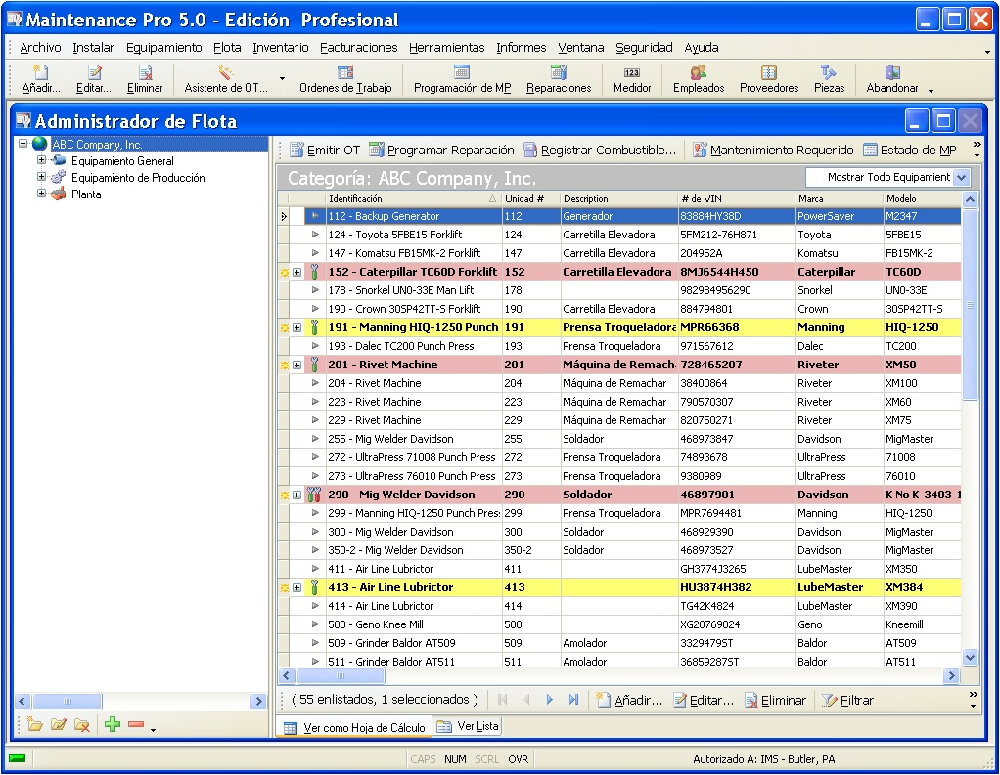 Maintenance Pro 5.0 - Edición Profesional
Archivo Instalar Equipamiento Flota Inventario Facturaciones Herramientas Informes Ventana Seguridad Ayuda
Añadir... Editar... Eliminar Asistente de OT... Ordenes de Trabajo Programación de MP Reparaciones Medidor Empleados Proveedores Piezas Abandonar
Administrador de Flota
ABC Company, Inc.
Equipamiento General
Equipamiento de Producción
Planta
Emitir OT Programar Reparación Registrar Combustible... Mantenimiento Requerido Estado de MP
Categoría: ABC Company, Inc. Mostrar Todo Equipamient
Identificación Unidad # Description # de VIN Marca Modelo
112 - Backup Generator 112 Generador 83884HY38D PowerSaver M2347
124 - Toyota 5FBE15 Forklift 124 Carretilla Elevadora 5FM212-76H871 Toyota 5FBE15
147 - Komatsu FB15MK-2 Forklift 147 Carretilla Elevadora 204952A Komatsu FB15MK-2
152 - Caterpillar TC60D Forklift 152 Carretilla Elevadora 8MJ6544H450 Caterpillar TC60D
178 - Snorkel UN0-33E Man Lift 178 982984956290 Snorkel UN0-33E
190 - Crown 30SP42TT-S Forklift 190 Carretilla Elevadora 884794801 Crown 30SP42TT-S
191 - Manning HIQ-1250 Punch 191 Prensa Troqueladora MPR66368 Manning HIQ-1250
193 - Dalec TC200 Punch Press 193 Prensa Troqueladora 971567612 Dalec TC200
201 - Rivet Machine 201 Máquina de Remach 728465207 Riveter XM50
204 - Rivet Machine 204 Máquina de Remachar 38400864 Riveter XM100
223 - Rivet Machine 223 Máquina de Remachar 790570307 Riveter XM60
229 - Rivet Machine 229 Máquina de Remachar 820750271 Riveter XM75
255 - Mig Welder Davidson 255 Soldador 468973847 Davidson MigMaster
272 - UltraPress 71008 Punch Press 272 Prensa Troqueladora 74893678 UltraPress 71008
273 - UltraPress 76010 Punch Press 273 Prensa Troqueladora 9380989 UltraPress 76010
290 - Mig Welder Davidson 290 Soldador 46897901 Davidson K No K-3403-1
299 - Manning HIQ-1250 Punch Pres 299 Prensa Troqueladora MPR7694481 Manning HIQ-1250
300 - Mig Welder Davidson 300 Soldador 468929390 Davidson MigMaster
350-2 - Mig Welder Davidson 350-2 Soldador 468973527 Davidson MigMaster
411 - Air Line Lubrictor 411 GH3774J3265 LubeMaster XM350
413 - Air Line Lubrictor 413 HU3874H382 LubeMaster XM384
414 - Air Line Lubrictor 414 TG42K4824 LubeMaster XM390
508 - Geno Knee Mill 508 XG28769024 Geno Kneemill
509 - Grinder Baldor AT509 509 Amolador 3329479ST Baldor AT509
511 - Grinder Baldor AT511 511 Amolador 36859287ST Baldor AT511
( 55 enlistados, 1 seleccionados ) Añadir... Editar... Eliminar Filtrar
Ver como Hoja de Cálculo Ver Lista
CAPS NUM SCRL OVR Autorizado A: IMS - Butler, PA